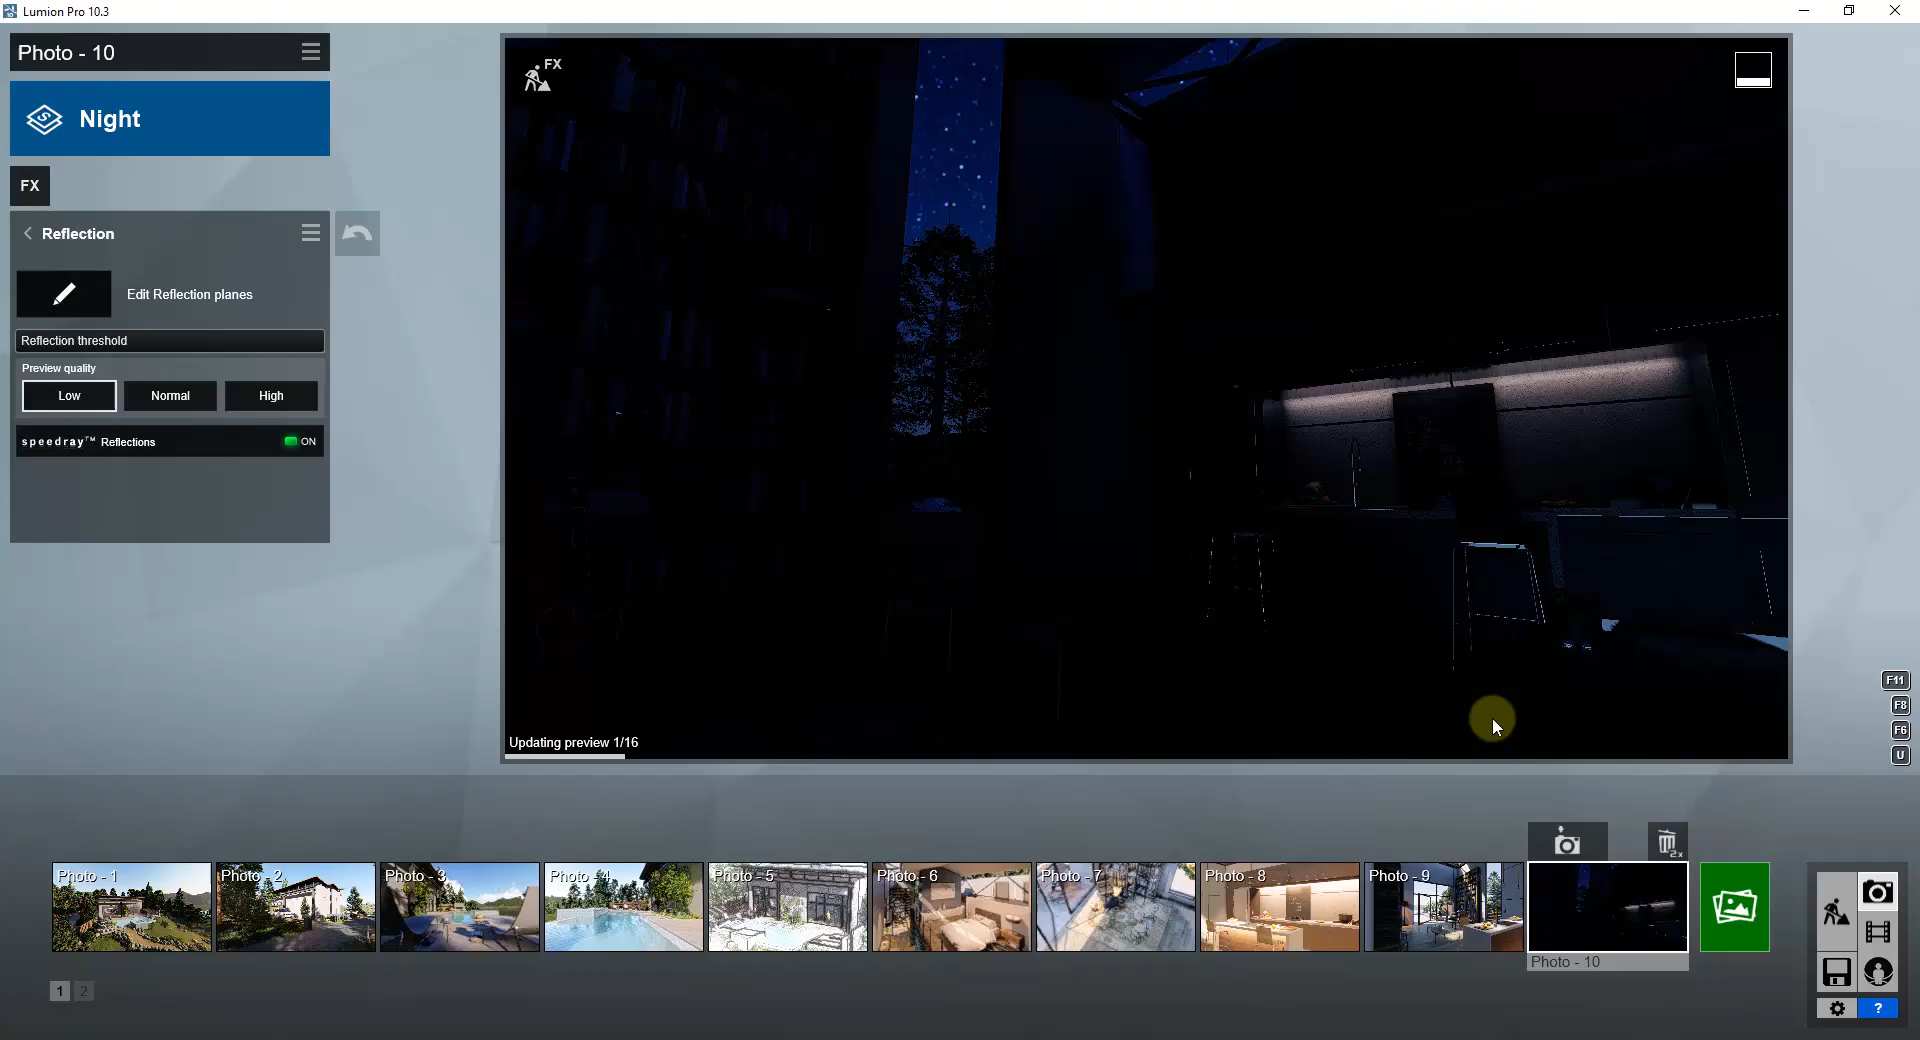 Lumion Pro 10.3
Photo - 10
Night
FX
Reflection
Edit Reflection planes
Reflection threshold
Preview quality
Low
Normal
High
speedray™ Reflections
ON
FX
Updating preview 1/16
F11
F8
F6
U
2x
Photo - 1
Photo - 2
Photo - 3
Photo - 4
Photo - 5
Photo - 6
Photo - 7
Photo - 8
Photo - 9
Photo - 10
1
2
?